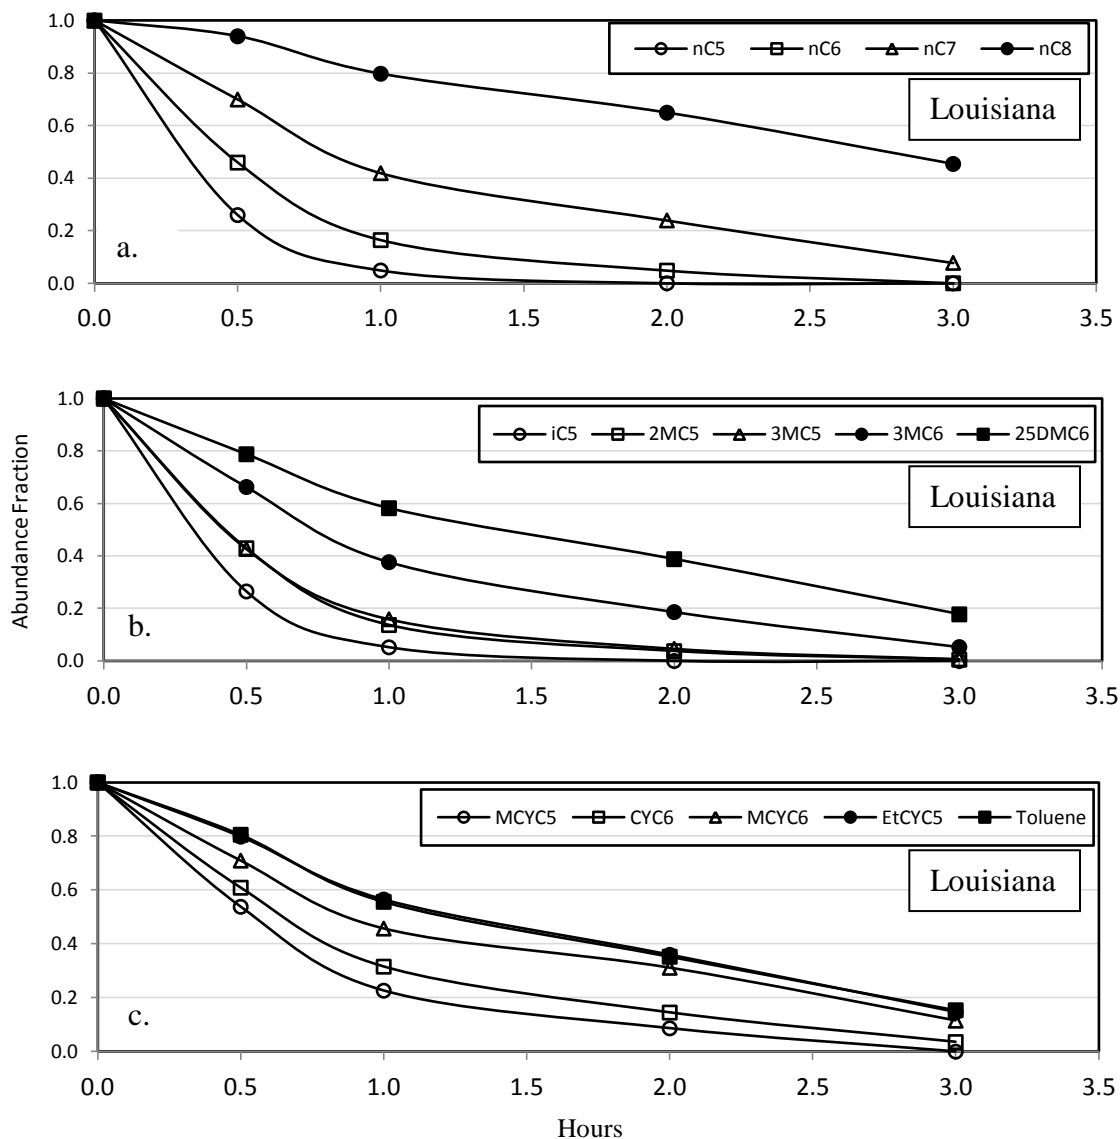 1.0
nC5 nC6 nC7 nC8
0.8
Louisiana
0.6
0.4
0.2
a.
0.0
0.0 0.5 1.0 1.5 2.0 2.5 3.0 3.5
1.0
iC5 2MC5 3MC5 3MC6 25DMC6
0.8
Louisiana
0.6
Abundance Fraction
0.4
0.2
b.
0.0
0.0 0.5 1.0 1.5 2.0 2.5 3.0 3.5
1.0
MCYC5 CYC6 MCYC6 EtCYC5 Toluene
0.8
Louisiana
0.6
0.4
0.2
c.
0.0
0.0 0.5 1.0 1.5 2.0 2.5 3.0 3.5
Hours